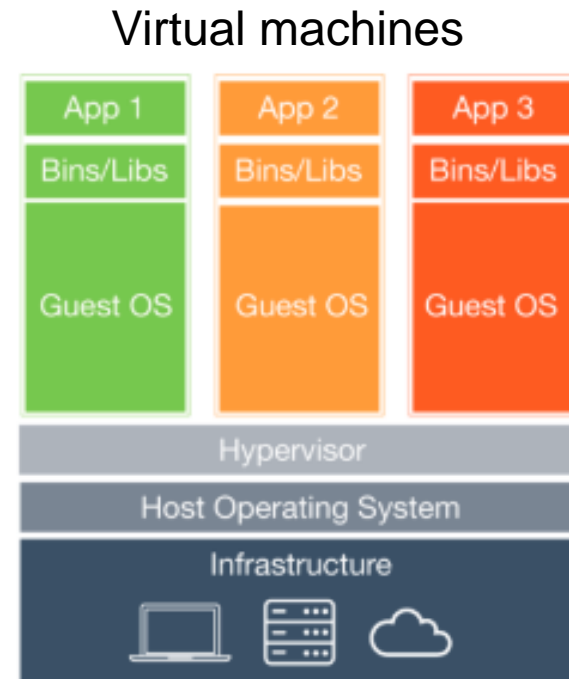 Virtual machines
App 1 App 2 App 3
Bins/Libs Bins/Libs Bins/Libs
Guest OS Guest OS Guest OS
Hypervisor
Host Operating System
Infrastructure